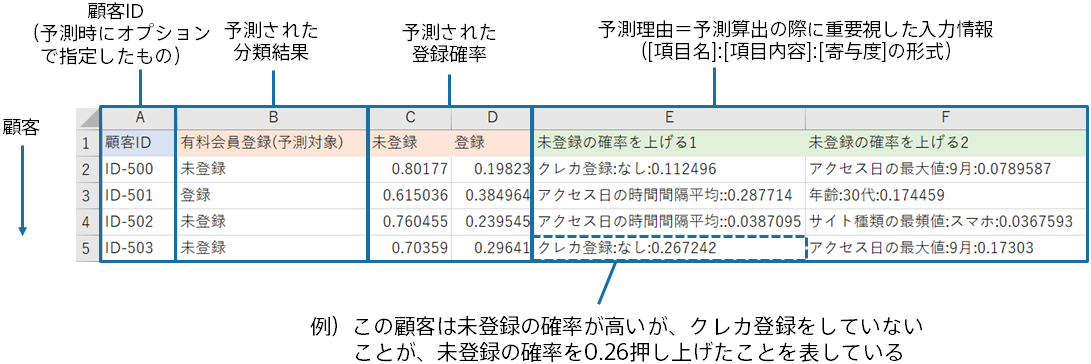 顧客ID
(予測時にオプション
で指定したもの)
予測された
分類結果
予測された
登録確率
予測理由=予測算出の際に重要視した入力情報
([項目名]:[項目内容]:[寄与度]の形式)
顧客
A B C D E F
1 顧客ID 有料会員登録(予測対象) 未登録 登録 未登録の確率を上げる1 未登録の確率を上げる2
2 ID-500 未登録 0.80177 0.19823 クレカ登録:なし:0.112496 アクセス日の最大値:9月:0.0789587
3 ID-501 登録 0.615036 0.384964 アクセス日の時間間隔平均::0.287714 年齢:30代:0.174459
4 ID-502 未登録 0.760455 0.239545 アクセス日の時間間隔平均::0.0387095 サイト種類の最頻値:スマホ:0.0367593
5 ID-503 未登録 0.70359 0.29641 クレカ登録:なし:0.267242 アクセス日の最大値:9月:0.17303
例) この顧客は未登録の確率が高いが、クレカ登録をしていない
ことが、未登録の確率を0.26押し上げたことを表している